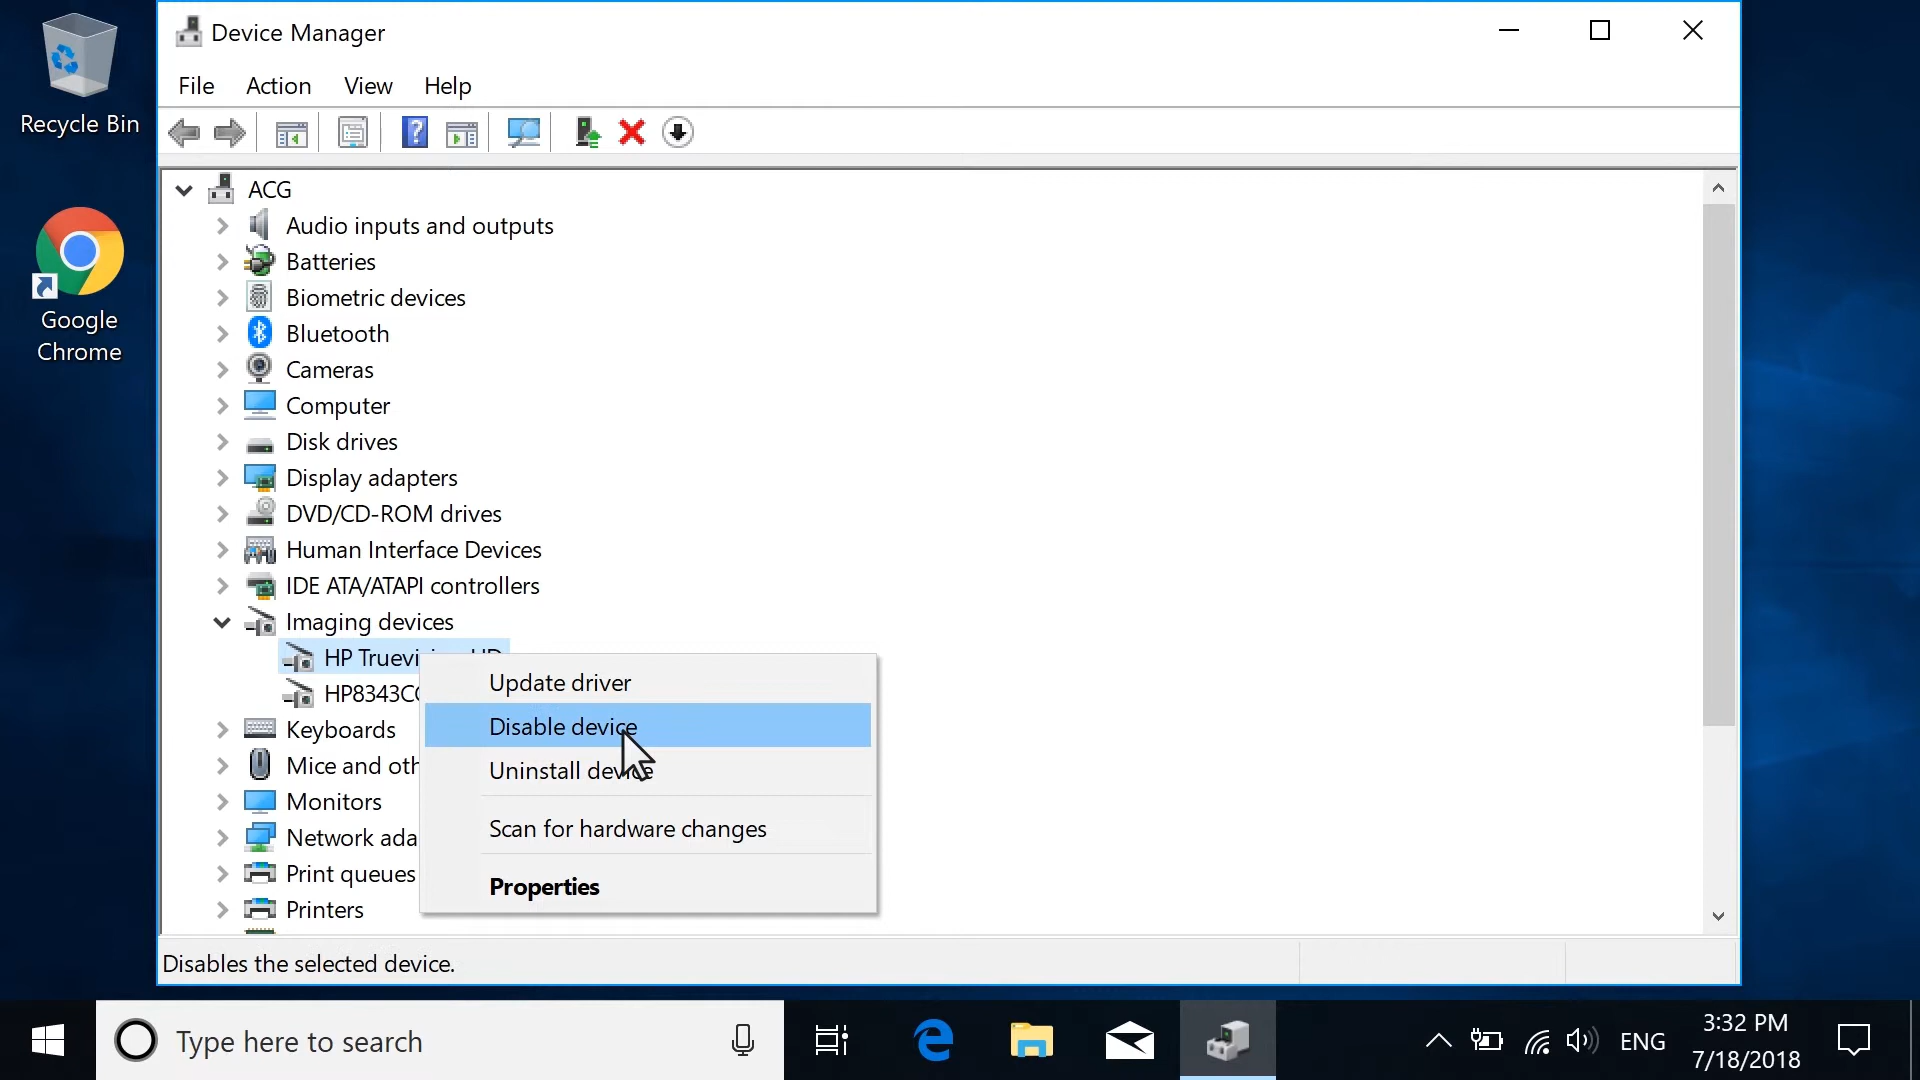 Recycle Bin
Google
Chrome
Device Manager
File Action View Help
ACG
Audio inputs and outputs
Batteries
Biometric devices
Bluetooth
Cameras
Computer
Disk drives
Display adapters
DVD/CD-ROM drives
Human Interface Devices
IDE ATA/ATAPI controllers
Imaging devices
HP Truevi
HP8343C
Keyboards
Mice and oth
Monitors
Network ada
Print queues
Printers
Update driver
Disable device
Uninstall device
Scan for hardware changes
Properties
Disables the selected device.
Type here to search
ENG
3:32 PM
7/18/2018